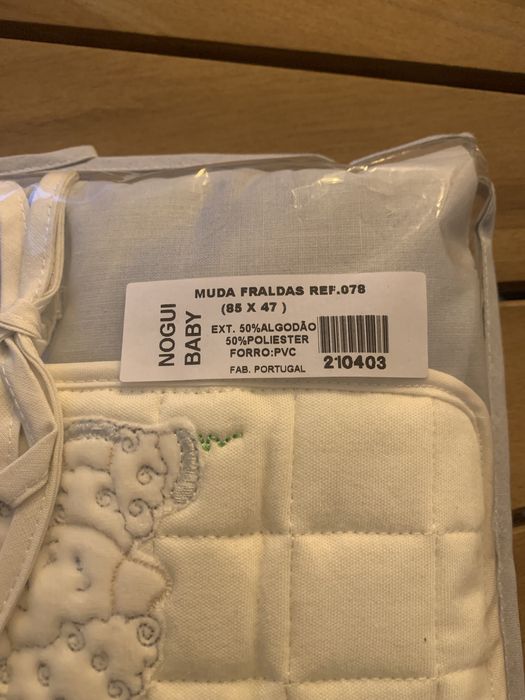 NOGUI
BABY
MUDA FRALDAS REF.078
(85 X 47 )
EXT. 50%ALGODÃO
50%POLIESTER
FORRO:PVC
FAB. PORTUGAL
210403